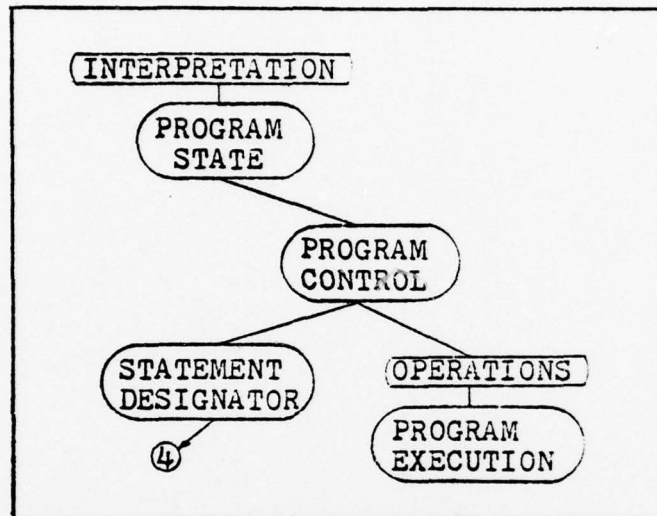 INTERPRETATION
PROGRAM
STATE
PROGRAM
CONTROL
STATEMENT
DESIGNATOR
4
OPERATIONS
PROGRAM
EXECUTION